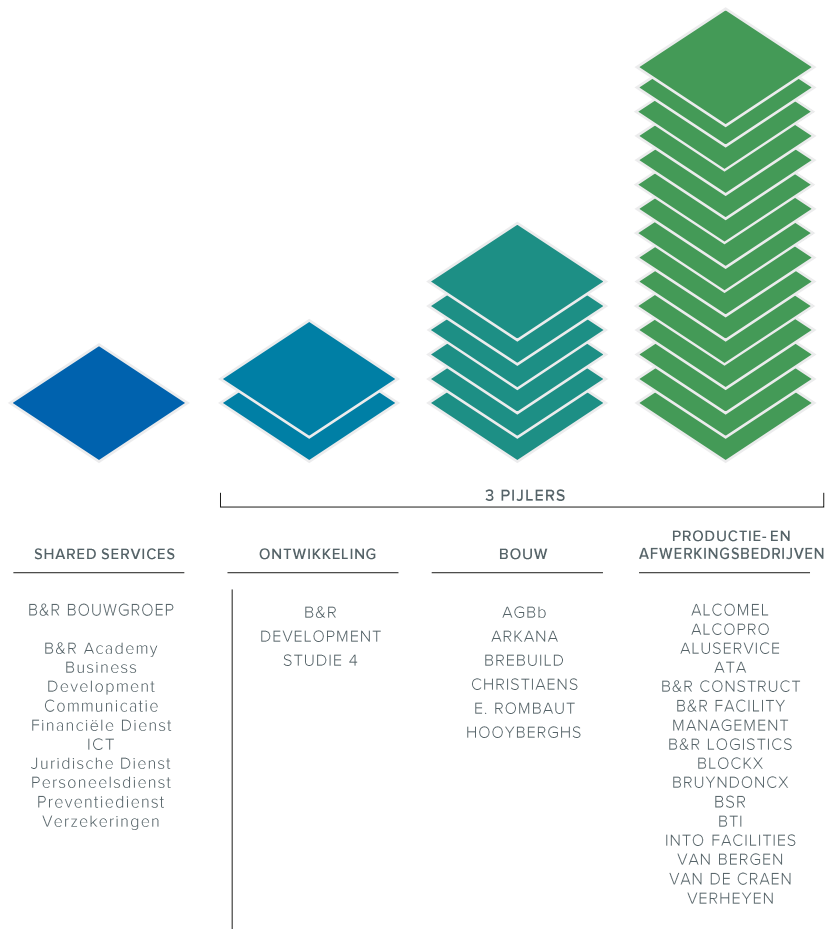 3 PIJLERS
SHARED SERVICES
B&R BOUWGROEP
B&R Academy
Business
Development
Communicatie
Financiële Dienst
ICT
Juridische Dienst
Personeelsdienst
Preventiedienst
Verzekeringen
ONTWIKKELING
B&R
DEVELOPMENT
STUDIE 4
BOUW
AGBb
ARKANA
BREBUILD
CHRISTIAENS
E. ROMBAUT
HOOYBERGHS
PRODUCTIE- EN
AFWERKINGSBEDRIJVEN
ALCOMEL
ALCOPRO
ALUSERVICE
ATA
B&R CONSTRUCT
B&R FACILITY
MANAGEMENT
B&R LOGISTICS
BLOCKX
BRUYNDONCX
BSR
BTI
INTO FACILITIES
VAN BERGEN
VAN DE CRAEN
VERHEYEN